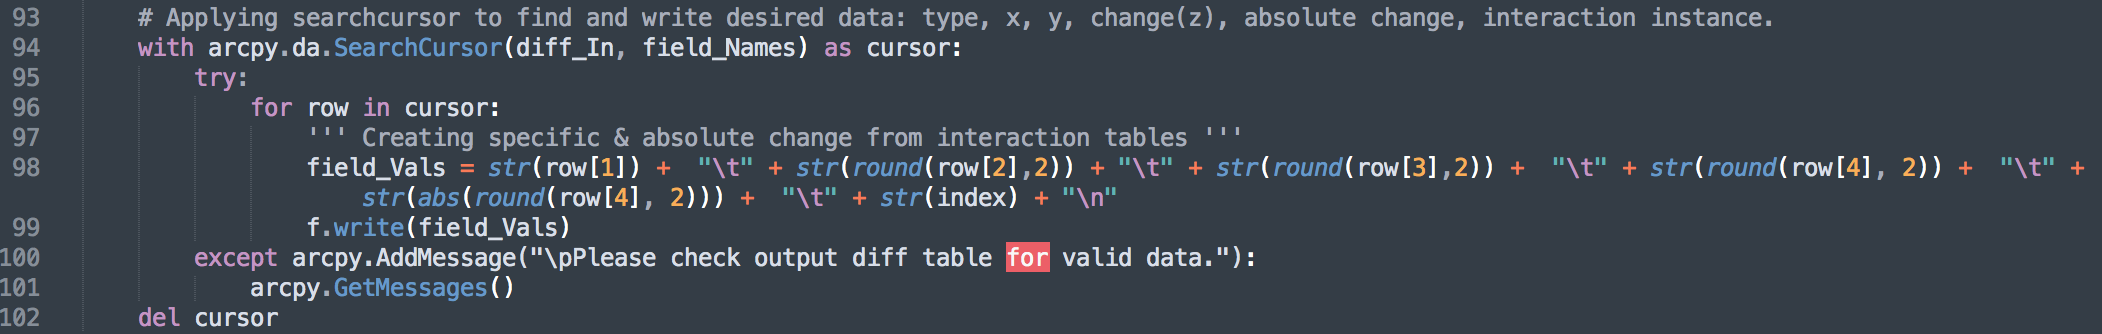 93 # Applying searchcursor to find and write desired data: type, x, y, change(z), absolute change, interaction instance.
94 with arcpy.da.SearchCursor(diff_In, field_Names) as cursor:
95 try:
96 for row in cursor:
97 ''' Creating specific & absolute change from interaction tables '''
98 field_Vals = str(row[1]) +  "\t" + str(round(row[2],2)) + "\t" + str(round(row[3],2)) +  "\t" + str(round(row[4], 2)) +  "\t" +
str(abs(round(row[4], 2))) +  "\t" + str(index) + "\n"
99 f.write(field_Vals)
100 except arcpy.AddMessage("\pPlease check output diff table for valid data."):
101 arcpy.GetMessages()
102 del cursor